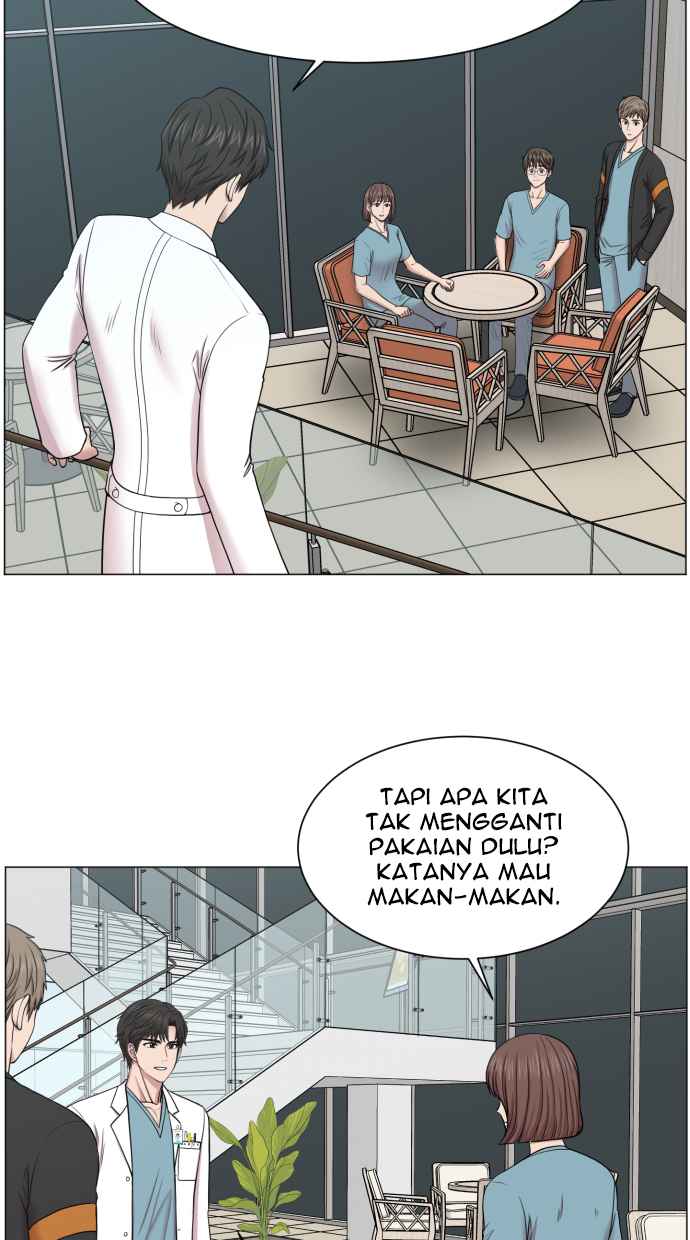 TAPI APA KITA
TAK MENGGANTI
PAKAIAN DULU?
KATANYA MAU
MAKAN-MAKAN.